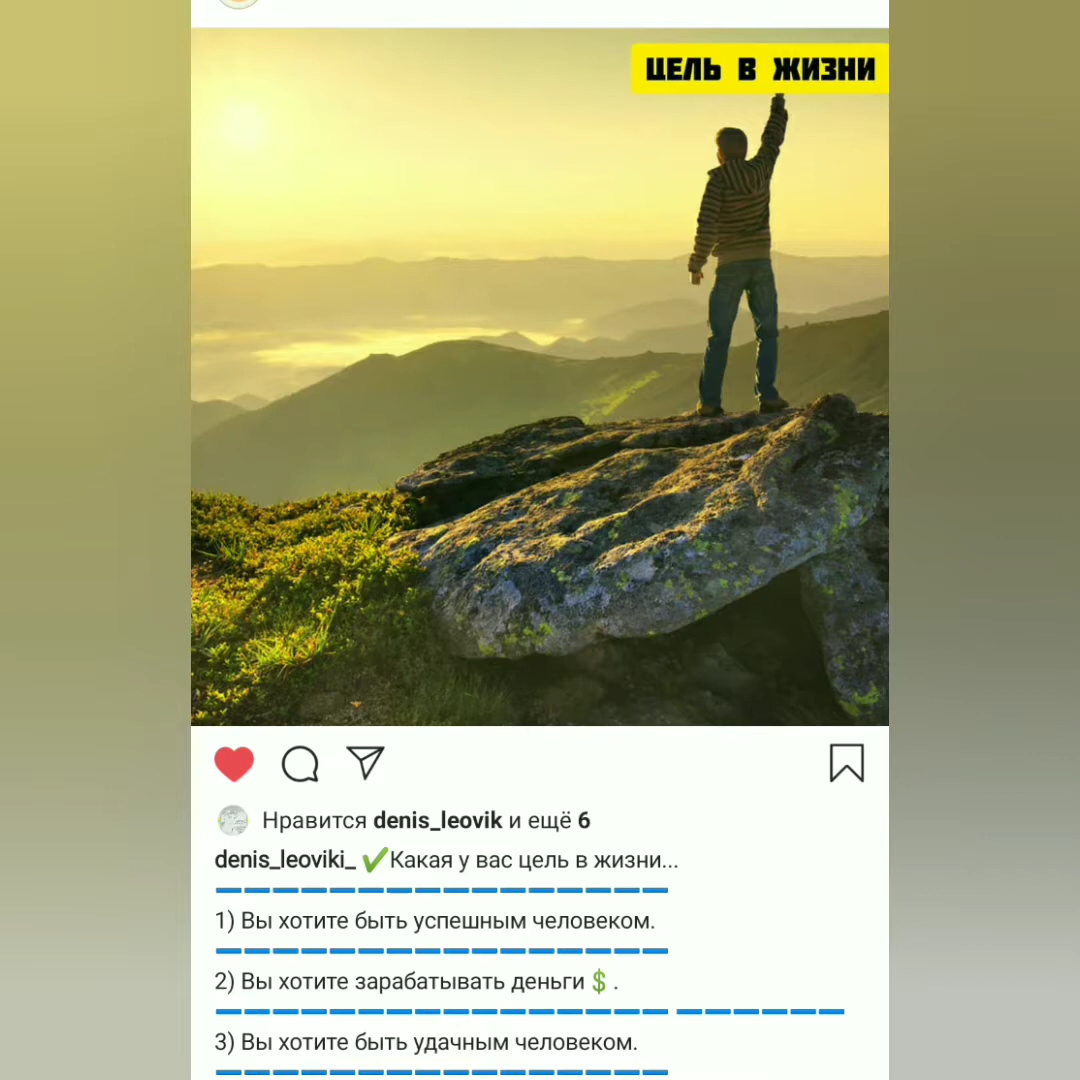 ЦЕЛЬ В ЖИЗНИ
Нравится denis_leovik и ещё 6
denis_leoviki_ ✔Какая у вас цель в жизни...
1) Вы хотите быть успешным человеком.
2) Вы хотите зарабатывать деньги 💲.
3) Вы хотите быть удачным человеком.